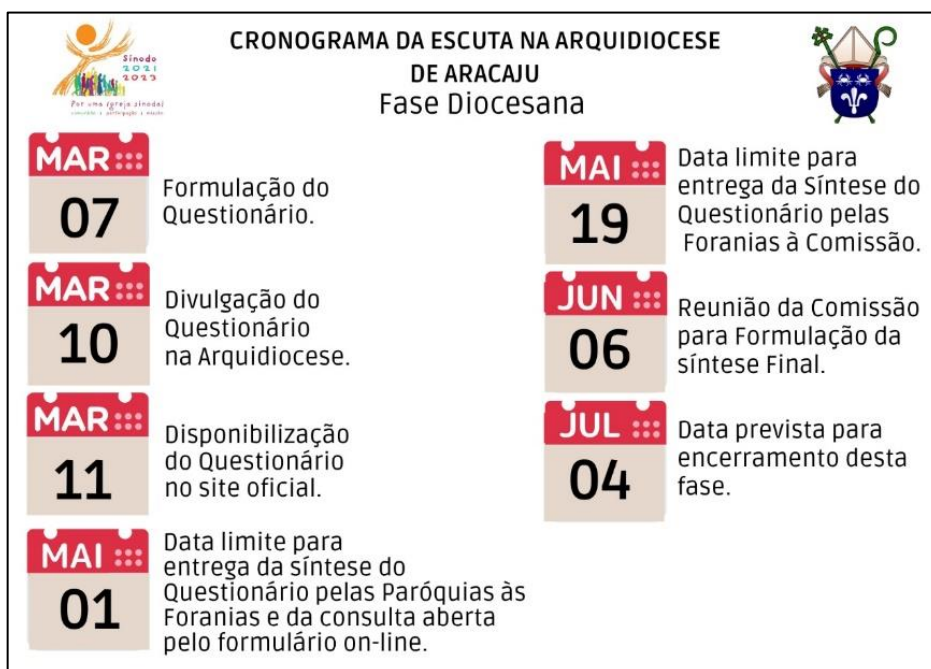 CRONOGRAMA DA ESCUTA NA ARQUIDIOCESE
DE ARACAJU
Fase Diocesana
Sínodo
2021
2023
Por uma Igreja sinodal
comunhão | participação | missão
MAR
07
Formulação do
Questionário.
MAR
10
Divulgação do
Questionário
na Arquidiocese.
MAR
11
Disponibilização
do Questionário
no site oficial.
MAI
01
Data limite para
entrega da síntese do
Questionário pelas Paróquias às
Foranias e da consulta aberta
pelo formulário on-line.
MAI
19
Data limite para
entrega da Síntese do
Questionário pelas
Foranias à Comissão.
JUN
06
Reunião da Comissão
para Formulação da
síntese Final.
JUL
04
Data prevista para
encerramento desta
fase.